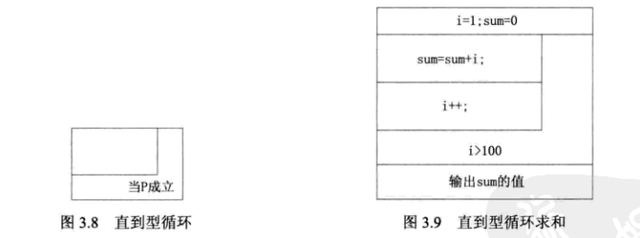 当P成立
图 3.8 直到型循环
i=1;sum=0
sum=sum+i;
i++;
i>100
输出sum的值
图 3.9 直到型循环求和